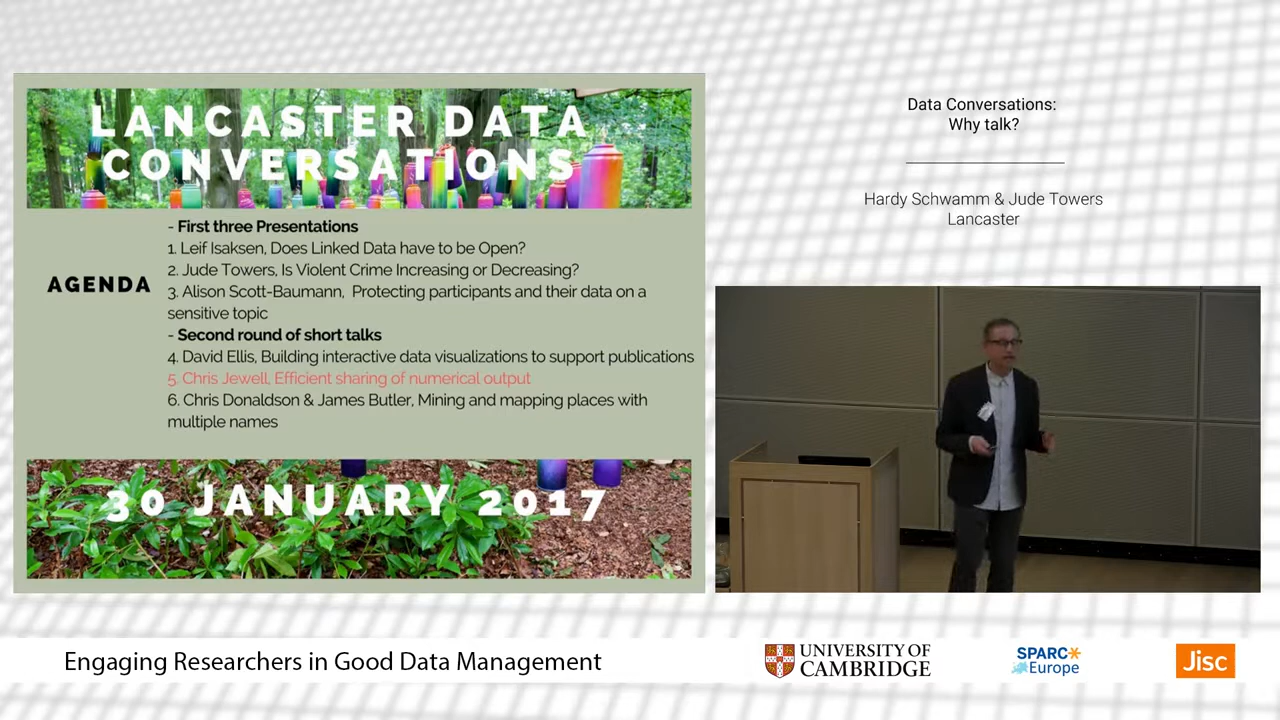 LANCASTER DATA
CONVERSATIONS
AGENDA
- First three Presentations
1. Leif Isaksen, Does Linked Data have to be Open?
2. Jude Towers, Is Violent Crime Increasing or Decreasing?
3. Alison Scott-Baumann, Protecting participants and their data on a
sensitive topic
- Second round of short talks
4. David Ellis, Building interactive data visualizations to support publications
5. Chris Jewell, Efficient sharing of numerical output
6. Chris Donaldson & James Butler, Mining and mapping places with
multiple names
30 JANUARY 2017
Data Conversations:
Why talk?
Hardy Schwamm & Jude Towers
Lancaster
Engaging Researchers in Good Data Management
UNIVERSITY OF
CAMBRIDGE
SPARC
Europe
Jisc